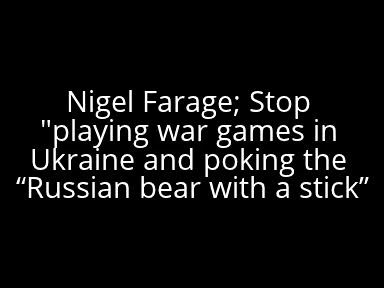 Nigel Farage; Stop
"playing war games in
Ukraine and poking the
“Russian bear with a stick”